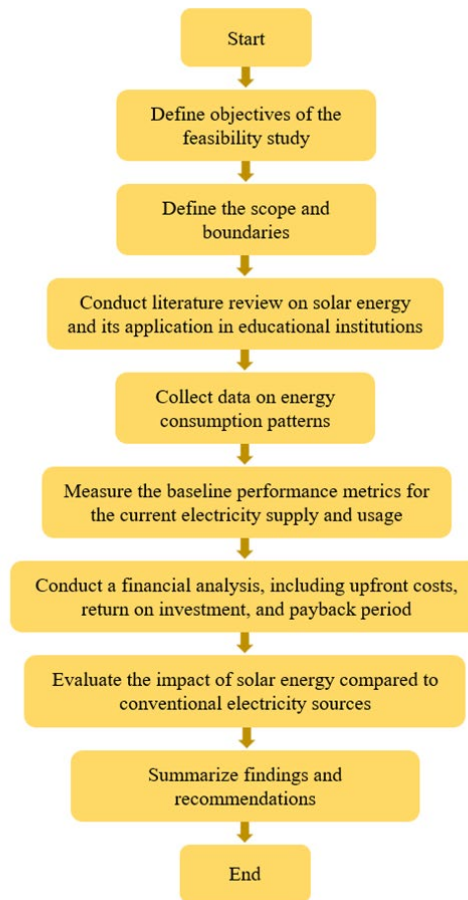 Start
Define objectives of the
feasibility study
Define the scope and
boundaries
Conduct literature review on solar energy
and its application in educational institutions
Collect data on energy
consumption patterns
Measure the baseline performance metrics for
the current electricity supply and usage
Conduct a financial analysis, including upfront costs,
return on investment, and payback period
Evaluate the impact of solar energy compared to
conventional electricity sources
Summarize findings and
recommendations
End